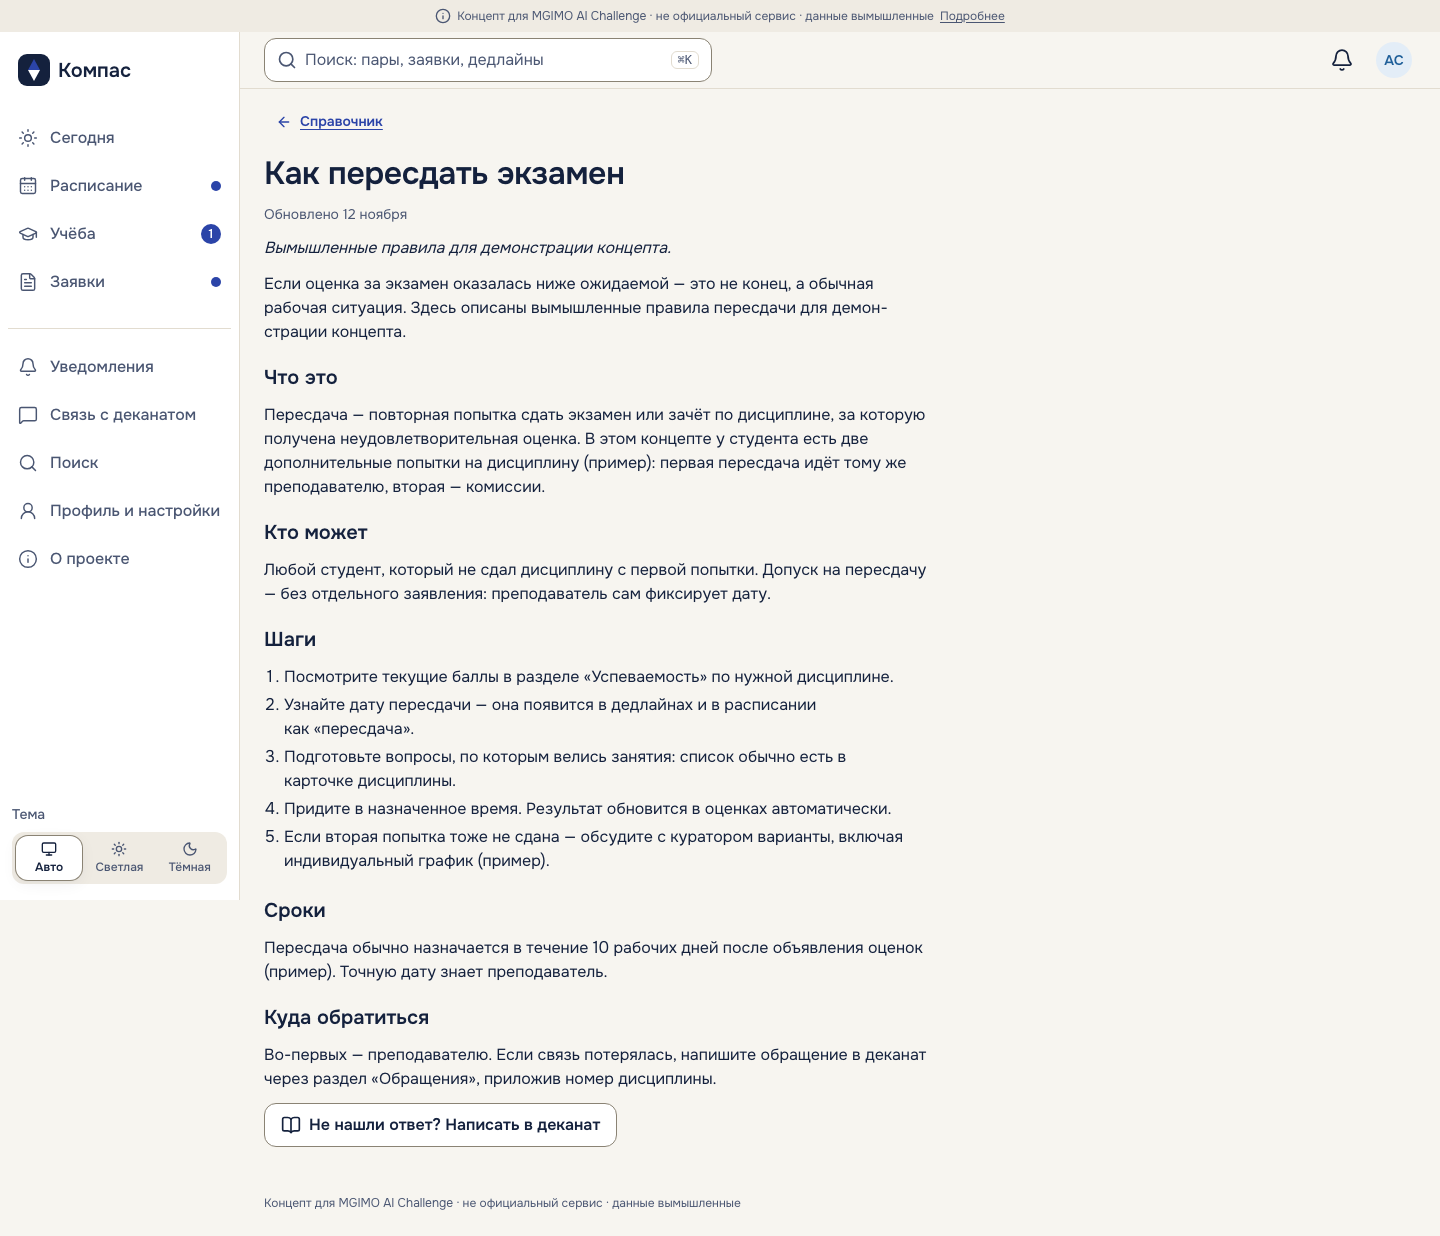 Концепт для MGIMO AI Challenge · не официальный сервис · данные вымышленные Подробнее
Компас
Поиск: пары, заявки, дедлайны
⌘K
АС
Сегодня
Расписание
Учёба
1
Заявки
Уведомления
Связь с деканатом
Поиск
Профиль и настройки
О проекте
Тема
Авто
Светлая
Тёмная
Справочник
Как пересдать экзамен
Обновлено 12 ноября
Вымышленные правила для демонстрации концепта.
Если оценка за экзамен оказалась ниже ожидаемой — это не конец, а обычная
рабочая ситуация. Здесь описаны вымышленные правила пересдачи для демон-
страции концепта.
Что это
Пересдача — повторная попытка сдать экзамен или зачёт по дисциплине, за которую
получена неудовлетворительная оценка. В этом концепте у студента есть две
дополнительные попытки на дисциплину (пример): первая пересдача идёт тому же
преподавателю, вторая — комиссии.
Кто может
Любой студент, который не сдал дисциплину с первой попытки. Допуск на пересдачу
— без отдельного заявления: преподаватель сам фиксирует дату.
Шаги
1. Посмотрите текущие баллы в разделе «Успеваемость» по нужной дисциплине.
2. Узнайте дату пересдачи — она появится в дедлайнах и в расписании
как «пересдача».
3. Подготовьте вопросы, по которым велись занятия: список обычно есть в
карточке дисциплины.
4. Придите в назначенное время. Результат обновится в оценках автоматически.
5. Если вторая попытка тоже не сдана — обсудите с куратором варианты, включая
индивидуальный график (пример).
Сроки
Пересдача обычно назначается в течение 10 рабочих дней после объявления оценок
(пример). Точную дату знает преподаватель.
Куда обратиться
Во-первых — преподавателю. Если связь потерялась, напишите обращение в деканат
через раздел «Обращения», приложив номер дисциплины.
Не нашли ответ? Написать в деканат
Концепт для MGIMO AI Challenge · не официальный сервис · данные вымышленные